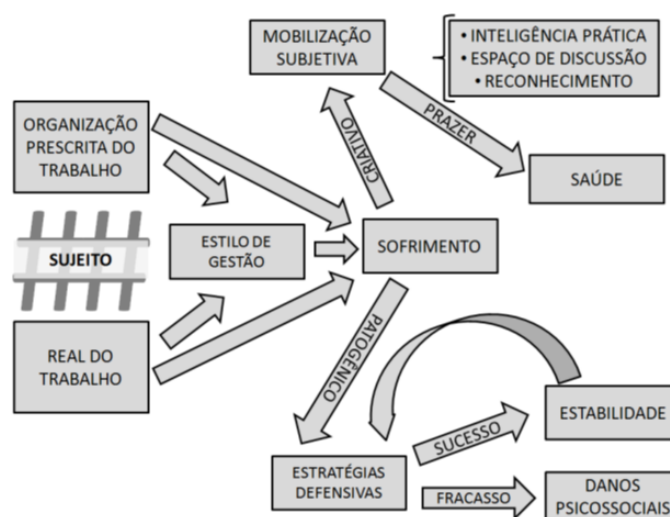 MOBILIZAÇÃO
SUBJETIVA
• INTELIGÊNCIA PRÁTICA
• ESPAÇO DE DISCUSSÃO
• RECONHECIMENTO
ORGANIZAÇÃO
PRESCRITA DO
TRABALHO
CRIATIVO
PRAZER
SAÚDE
SUJEITO
ESTILO DE
GESTÃO
SOFRIMENTO
REAL DO
TRABALHO
PATOGÊNICO
ESTRATÉGIAS
DEFENSIVAS
SUCESSO
ESTABILIDADE
FRACASSO
DANOS
PSICOSSOCIAIS